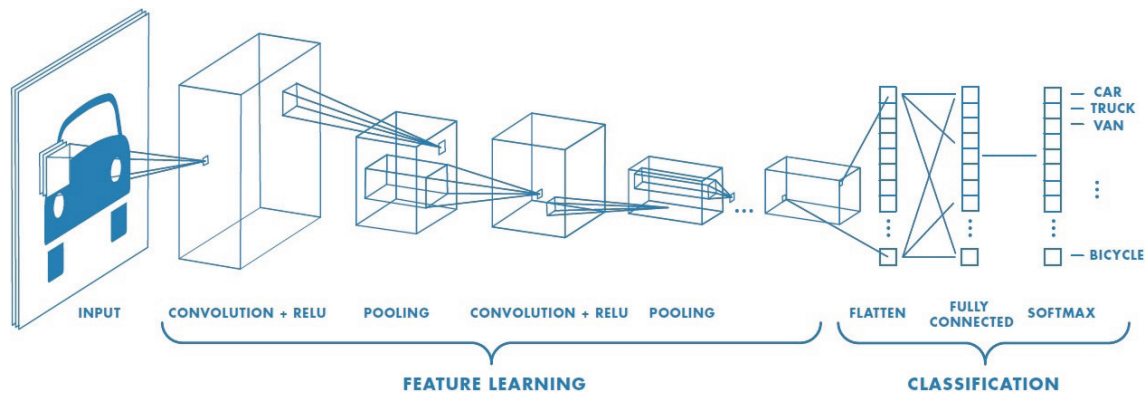 CAR
TRUCK
VAN
BICYCLE
INPUT
CONVOLUTION + RELU
POOLING
CONVOLUTION + RELU
POOLING
FLATTEN
FULLY
CONNECTED
SOFTMAX
FEATURE LEARNING
CLASSIFICATION